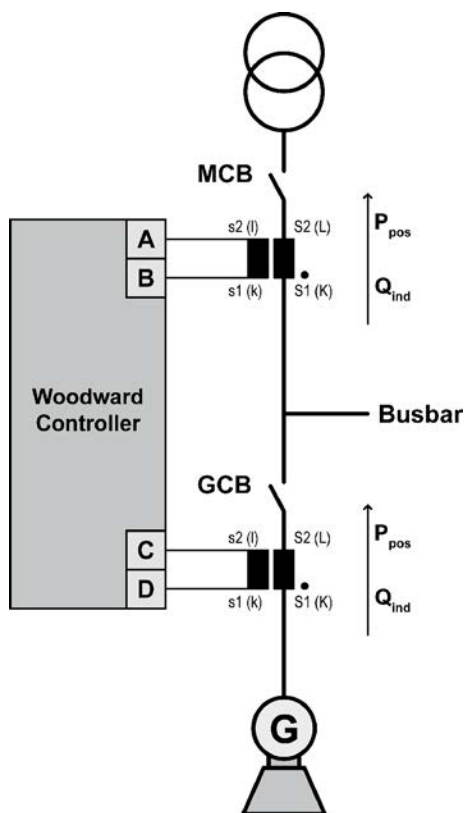 MCB
A
s2 (l)
S2 (L)
P pos
B
s1 (k)
S1 (K)
Q ind
Woodward
Controller
Busbar
GCB
C
s2 (l)
S2 (L)
P pos
D
s1 (k)
S1 (K)
Q ind
G